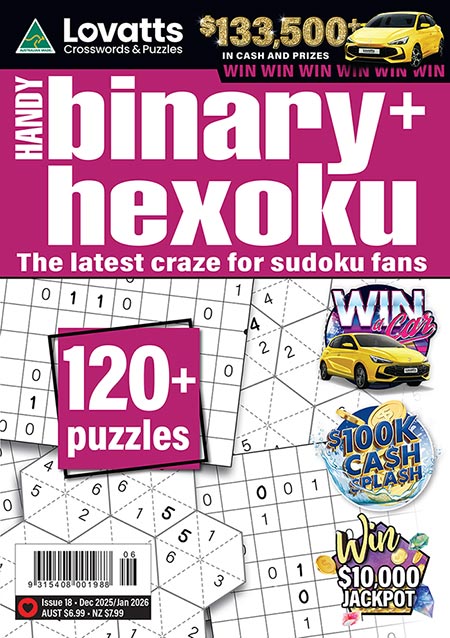 AUSTRALIAN MADE
Lovatts
Crosswords & Puzzles
$133,500+
IN CASH AND PRIZES
WIN WIN WIN WIN WIN WIN
HANDY
binary+
hexoku
The latest craze for sudoku fans
120+
puzzles
WIN
a car
$100K
CASH
SPLASH
Win
$10,000
JACKPOT
06
9 315408 001988
Issue 18 • Dec 2025/Jan 2026
AUST $6.99 • NZ $7.99